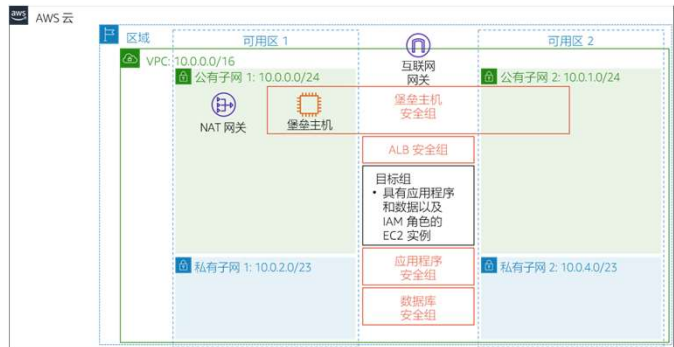 aws
AWS 云
区域
可用区 1
可用区 2
VPC: 10.0.0.0/16
互联网
网关
公有子网 1: 10.0.0.0/24
公有子网 2: 10.0.1.0/24
NAT 网关
堡垒主机
堡垒主机
安全组
ALB 安全组
目标组
• 具有应用程序
和数据以及
IAM 角色的
EC2 实例
私有子网 1: 10.0.2.0/23
应用程序
安全组
私有子网 2: 10.0.4.0/23
数据库
安全组